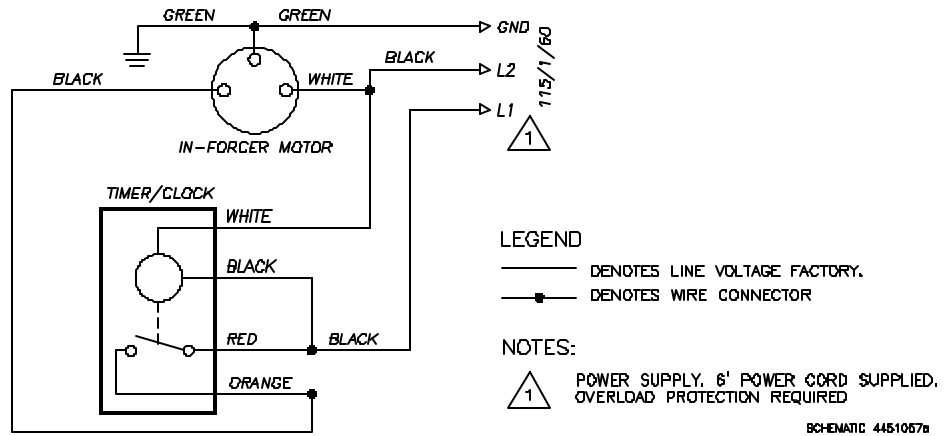 GREEN GREEN GND
BLACK L2
115/1/60
BLACK WHITE
L1
1
IN-FORCER MOTOR
TIMER/CLOCK
WHITE
BLACK
RED BLACK
ORANGE
LEGEND
DENOTES LINE VOLTAGE FACTORY.
DENOTES WIRE CONNECTOR
NOTES:
1 POWER SUPPLY. 6' POWER CORD SUPPLIED.
OVERLOAD PROTECTION REQUIRED
SCHEMATIC 4451057a